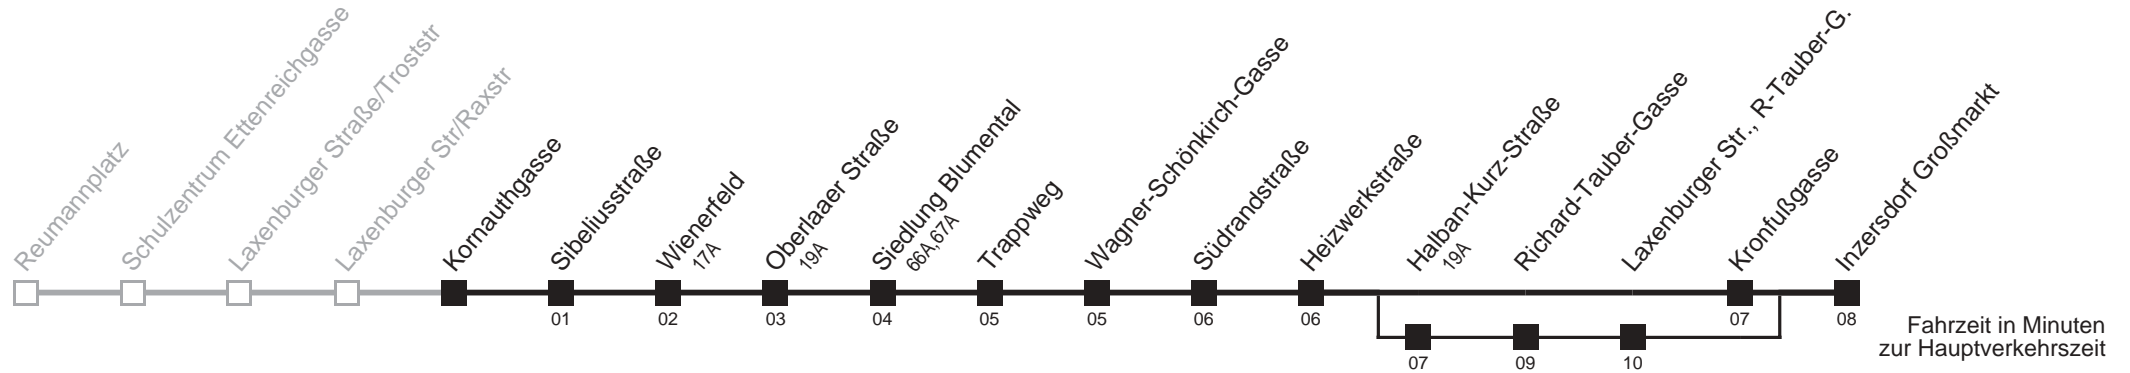 Reumannplatz
Schulzentrum Ettenreichgasse
Laxenburger Straße/Troststr
Laxenburger Str/Raxstr
Kornauthgasse
Sibeliusstraße
Wienerfeld
17A
Oberlaaer Straße
19A
Siedlung Blumental
66A,67A
Trappweg
Wagner-Schönkirch-Gasse
Südrandstraße
Heizwerkstraße
Halban-Kurz-Straße
19A
Richard-Tauber-Gasse
Laxenburger Str., R-Tauber-G.
Kronfußgasse
Inzersdorf Großmarkt
01 02 03 04 05 05 06 06 07 08
07 09 10
Fahrzeit in Minuten
zur Hauptverkehrszeit